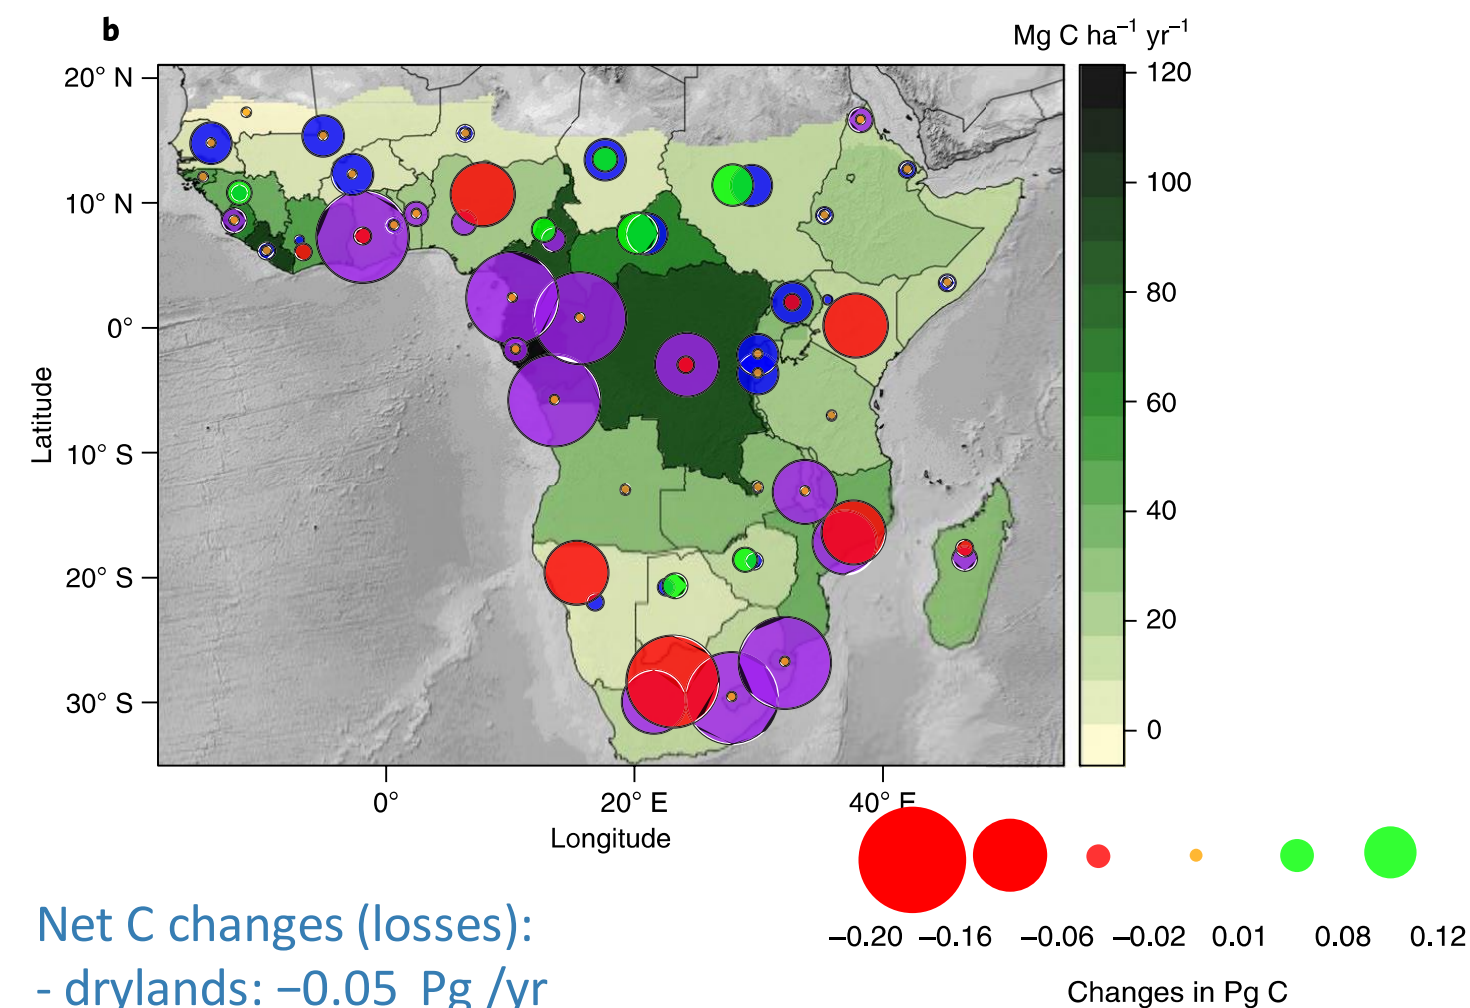 b
Mg C ha⁻¹ yr⁻¹
20° N
10° N
0°
10° S
20° S
30° S
Latitude
120
100
80
60
40
20
0
0° 20° E 40° E
Longitude
−0.20 −0.16 −0.06 −0.02 0.01 0.08 0.12
Changes in Pg C
Net C changes (losses):
- drylands: −0.05 Pg /yr